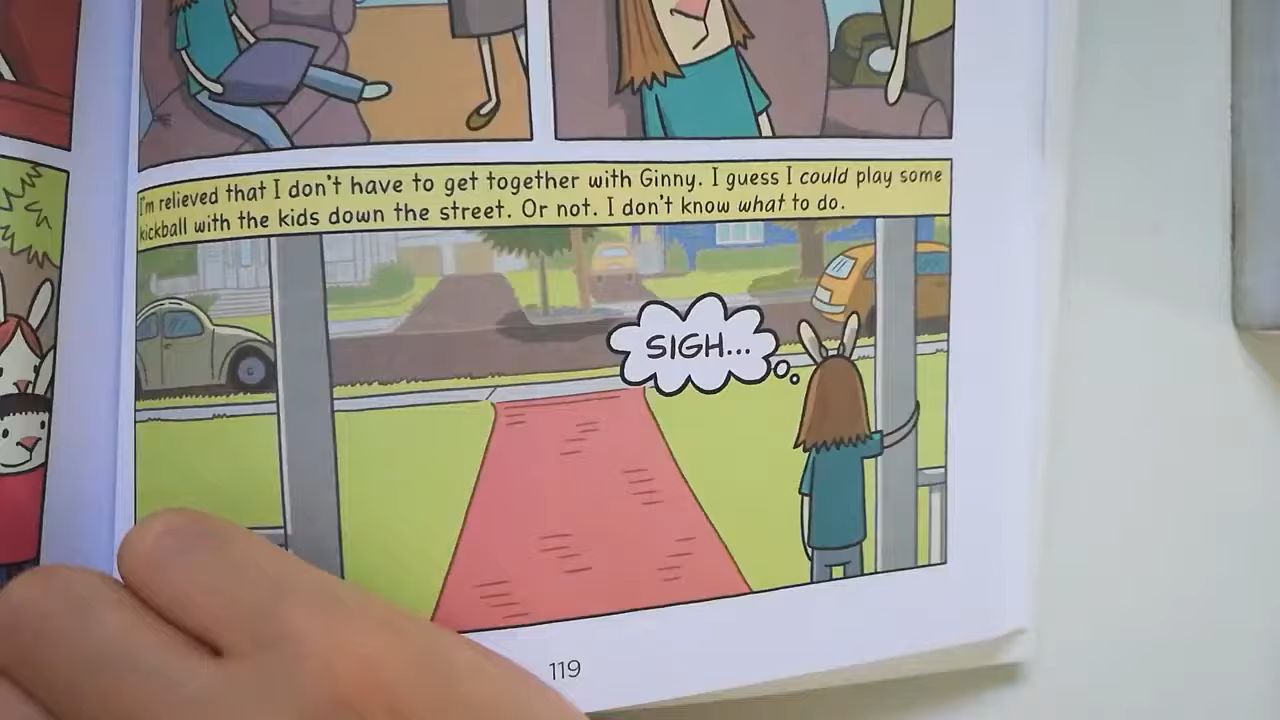 I'm relieved that I don't have to get together with Ginny. I guess I could play some
kickball with the kids down the street. Or not. I don't know what to do.
SIGH...
119